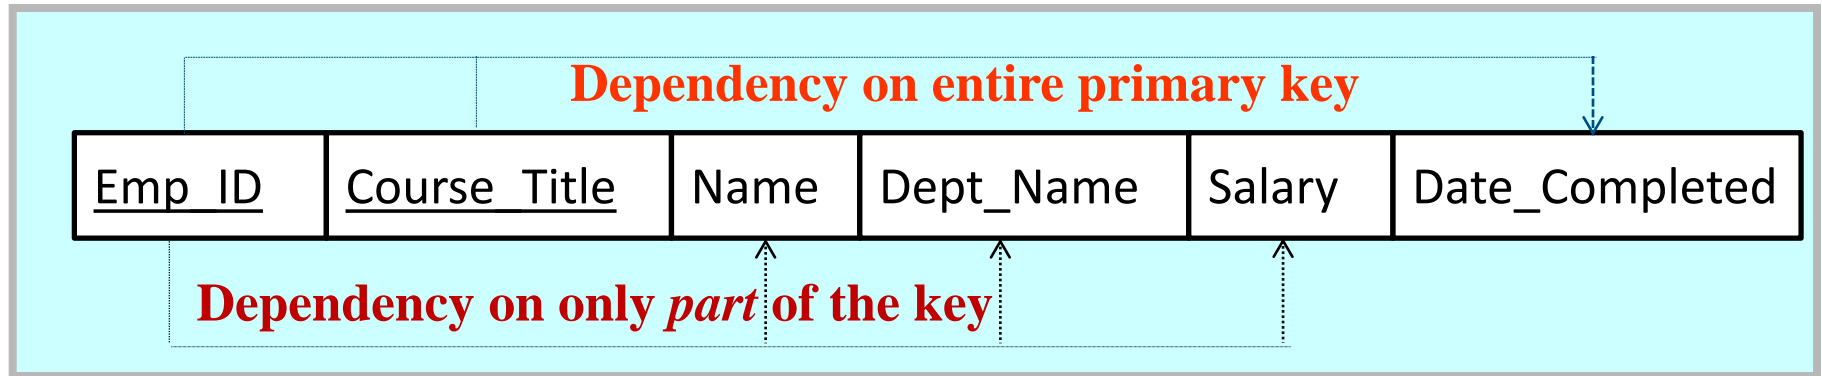 Dependency on entire primary key
Emp_ID Course_Title Name Dept_Name Salary Date_Completed
Dependency on only part of the key